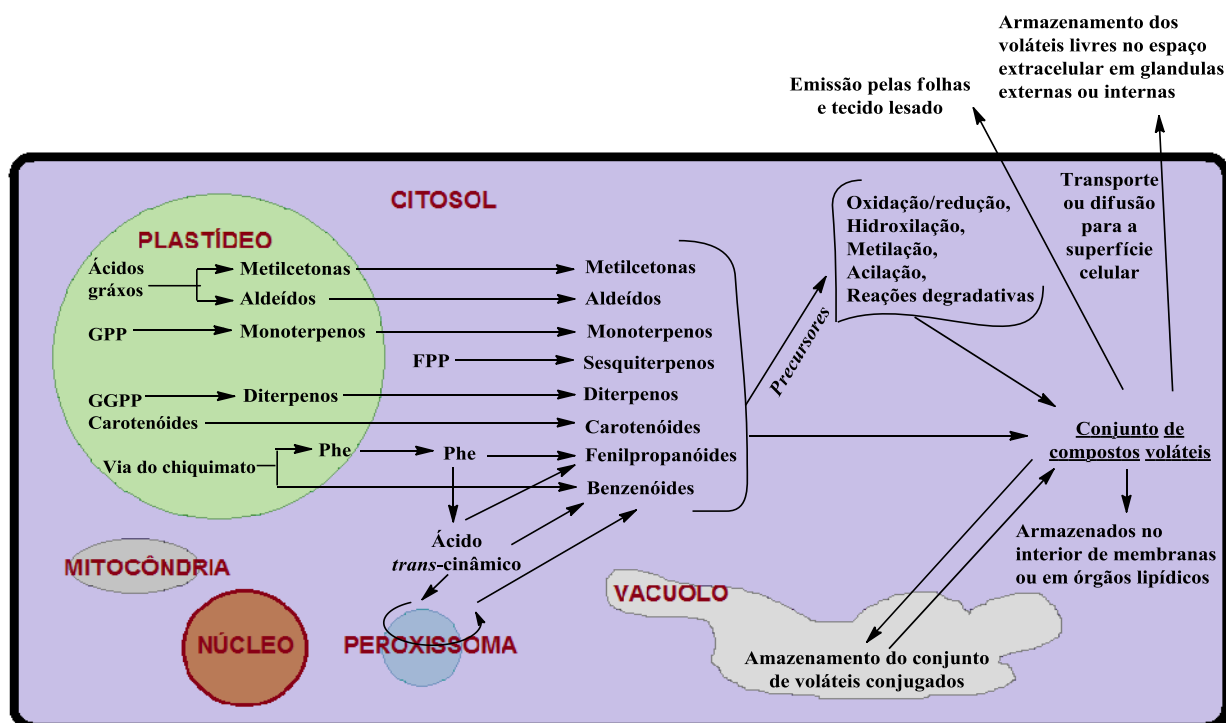 Armazenamento dos
voláteis livres no espaço
extracelular em glandulas
externas ou internas
Emissão pelas folhas
e tecido lesado
CITOSOL
PLASTÍDEO
Ácidos
gráxos
Metilcetonas
Aldeídos
GPP
Monoterpenos
FPP
GGPP
Diterpenos
Carotenóides
Via do chiquimato
Phe
Phe
Metilcetonas
Aldeídos
Monoterpenos
Sesquiterpenos
Diterpenos
Carotenóides
Fenilpropanóides
Benzenóides
Precursores
Oxidação/redução,
Hidroxilação,
Metilação,
Acilação,
Reações degradativas
Transporte
ou difusão
para a
superfície
celular
Conjunto de
compostos voláteis
Ácido
trans-cinâmico
MITOCÔNDRIA
NÚCLEO
PEROXISSOMA
VACUOLO
Amazenamento do conjunto
de voláteis conjugados
Armazenados no
interior de membranas
ou em órgãos lipídicos